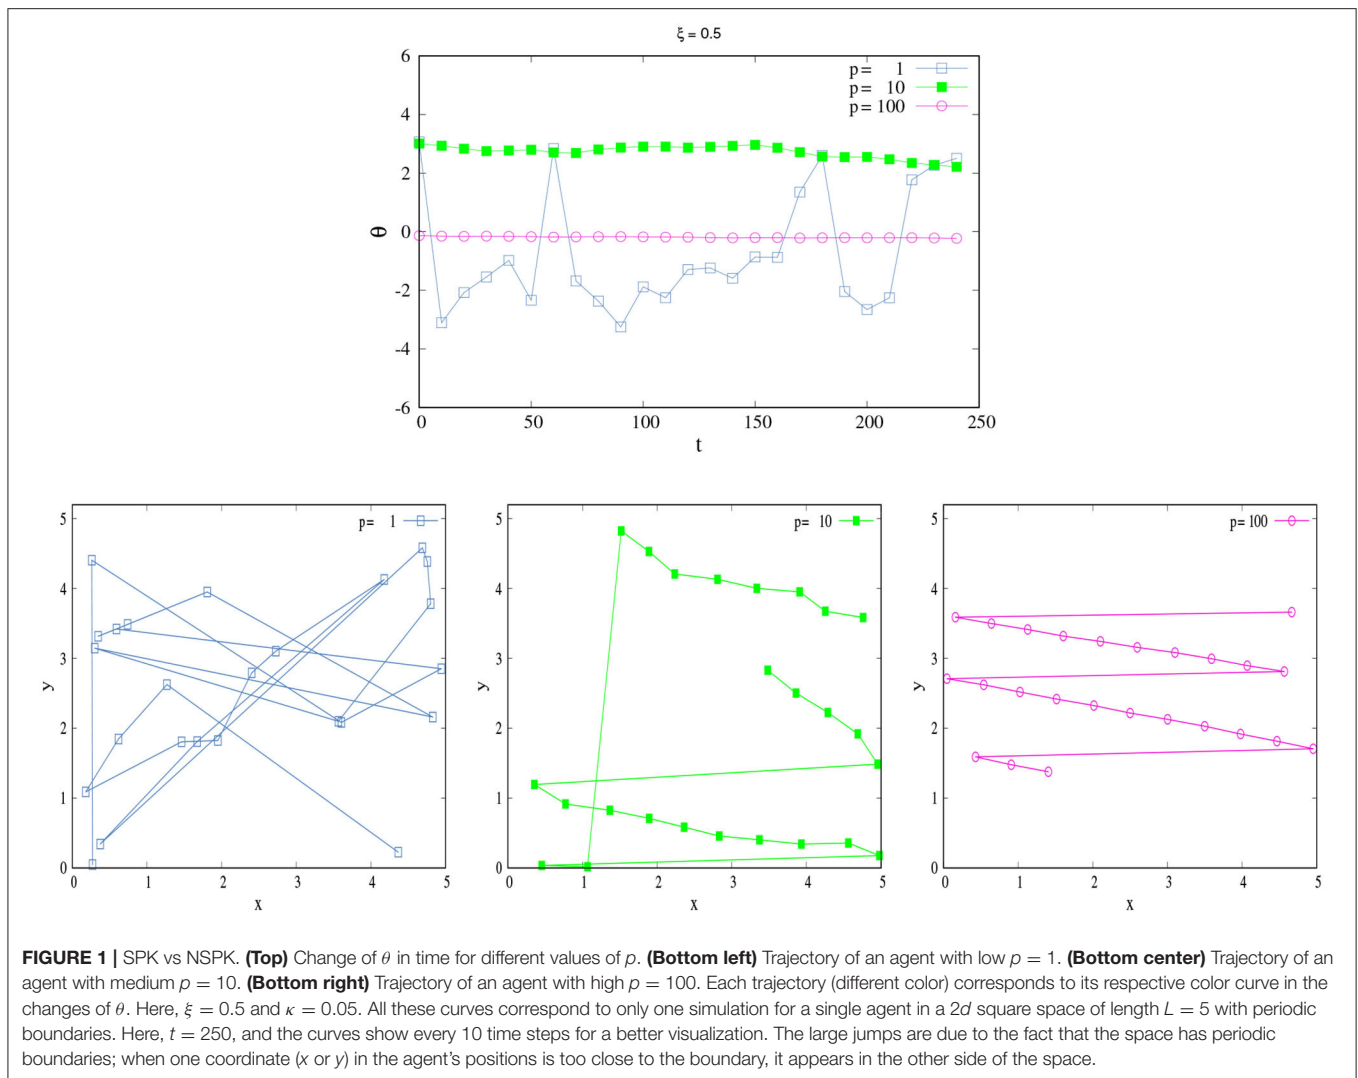 ξ = 0.5
6
4
2
0
-2
-4
-6
θ
p = 1
p = 10
p = 100
0 50 100 150 200 250
t
5
4
3
2
1
0
y
p = 1
0 1 2 3 4 5
x
5
4
3
2
1
0
y
p = 10
0 1 2 3 4 5
x
5
4
3
2
1
0
y
p = 100
0 1 2 3 4 5
x
FIGURE 1 | SPK vs NSPK. (Top) Change of θ in time for different values of p. (Bottom left) Trajectory of an agent with low p = 1. (Bottom center) Trajectory of an
agent with medium p = 10. (Bottom right) Trajectory of an agent with high p = 100. Each trajectory (different color) corresponds to its respective color curve in the
changes of θ. Here, ξ = 0.5 and κ = 0.05. All these curves correspond to only one simulation for a single agent in a 2d square space of length L = 5 with periodic
boundaries. Here, t = 250, and the curves show every 10 time steps for a better visualization. The large jumps are due to the fact that the space has periodic
boundaries; when one coordinate (x or y) in the agent's positions is too close to the boundary, it appears in the other side of the space.